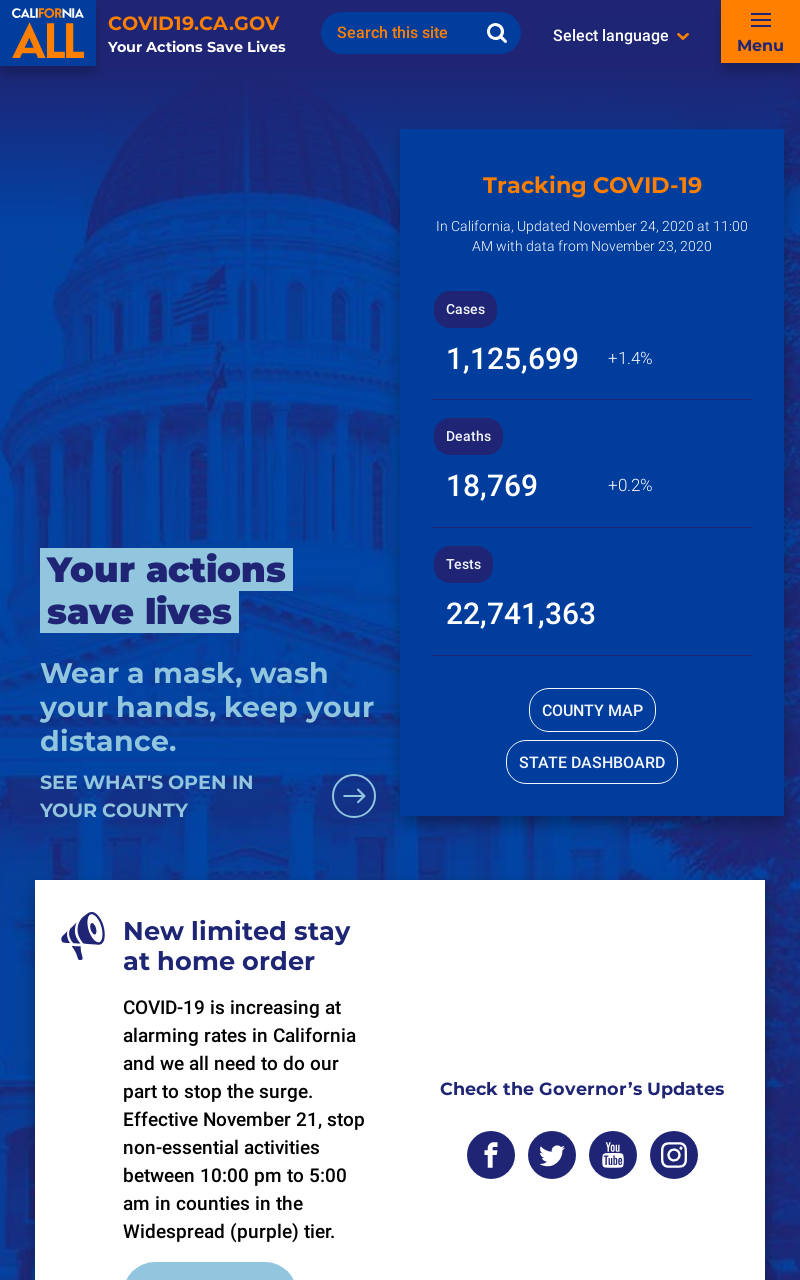 CALIFORNIA
ALL
COVID19.CA.GOV
Your Actions Save Lives
Search this site
Select language
Menu
Tracking COVID-19
In California, Updated November 24, 2020 at 11:00
AM with data from November 23, 2020
Cases
1,125,699 +1.4%
Deaths
18,769 +0.2%
Tests
22,741,363
COUNTY MAP
STATE DASHBOARD
Your actions
save lives
Wear a mask, wash
your hands, keep your
distance.
SEE WHAT'S OPEN IN
YOUR COUNTY
New limited stay
at home order
COVID-19 is increasing at
alarming rates in California
and we all need to do our
part to stop the surge.
Effective November 21, stop
non-essential activities
between 10:00 pm to 5:00
am in counties in the
Widespread (purple) tier.
Check the Governor’s Updates
You
Tube